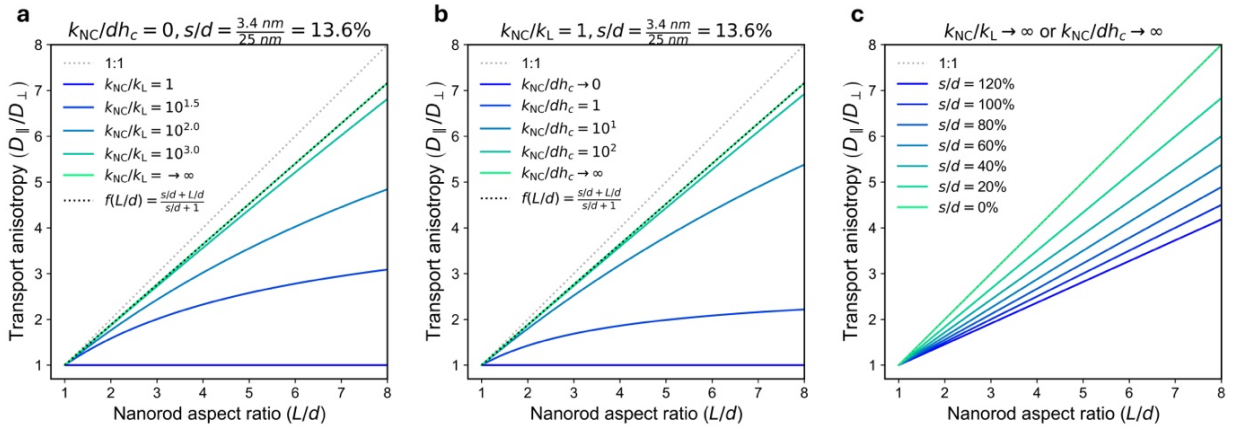 a
k_NC/dh_c = 0, s/d = 3.4 nm/25 nm = 13.6%
Transport anisotropy (D_∥/D_⊥)
8
7
6
5
4
3
2
1
1:1
k_NC/k_L = 1
k_NC/k_L = 10^1.5
k_NC/k_L = 10^2.0
k_NC/k_L = 10^3.0
k_NC/k_L = → ∞
f(L/d) = (s/d + L/d)/(s/d + 1)
1 2 3 4 5 6 7 8
Nanorod aspect ratio (L/d)
b
k_NC/k_L = 1, s/d = 3.4 nm/25 nm = 13.6%
Transport anisotropy (D_∥/D_⊥)
8
7
6
5
4
3
2
1
1:1
k_NC/dh_c → 0
k_NC/dh_c = 1
k_NC/dh_c = 10^1
k_NC/dh_c = 10^2
k_NC/dh_c → ∞
f(L/d) = (s/d + L/d)/(s/d + 1)
1 2 3 4 5 6 7 8
Nanorod aspect ratio (L/d)
c
k_NC/k_L → ∞ or k_NC/dh_c → ∞
Transport anisotropy (D_∥/D_⊥)
8
7
6
5
4
3
2
1
1:1
s/d = 120%
s/d = 100%
s/d = 80%
s/d = 60%
s/d = 40%
s/d = 20%
s/d = 0%
1 2 3 4 5 6 7 8
Nanorod aspect ratio (L/d)